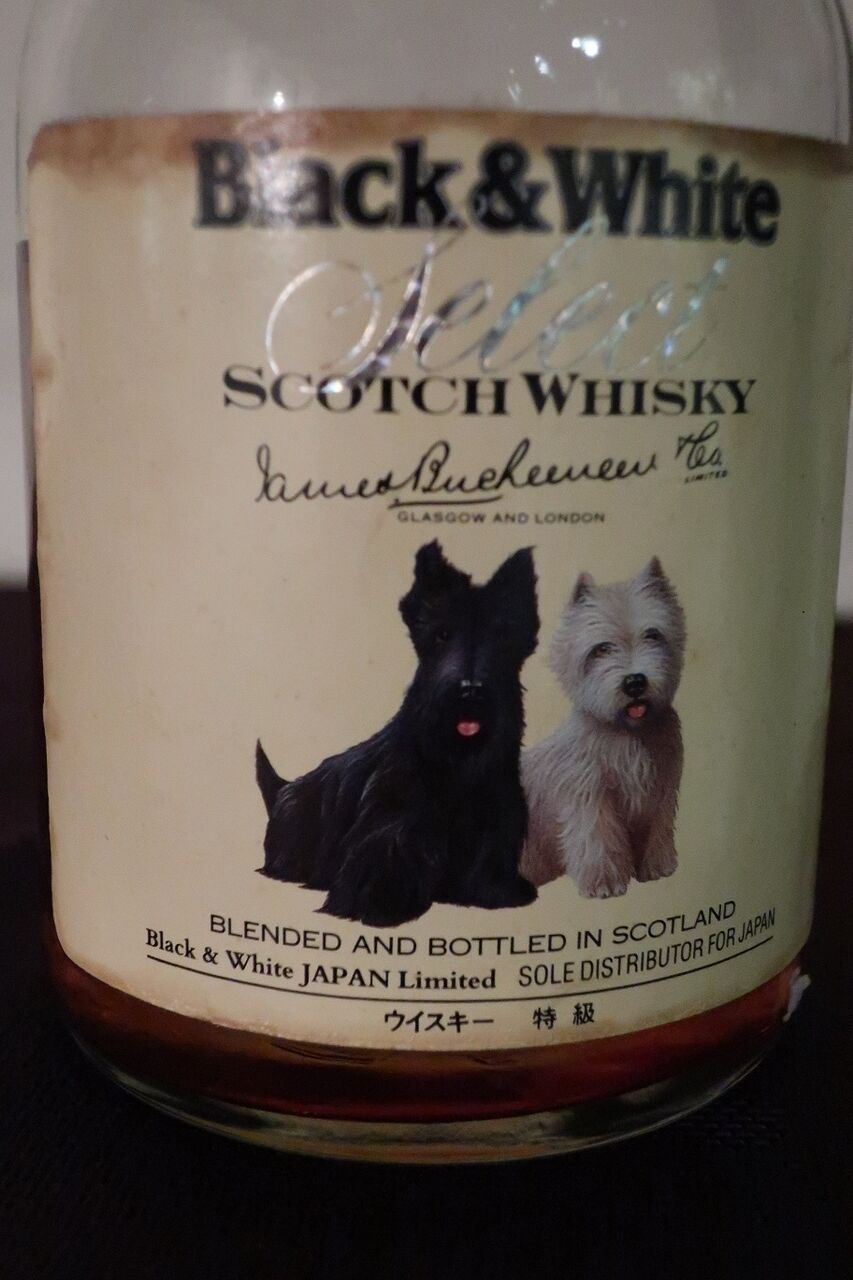 Black & White
Select
SCOTCH WHISKY
James Buchanan & Co.
LIMITED
GLASGOW AND LONDON
BLENDED AND BOTTLED IN SCOTLAND
Black & White JAPAN Limited SOLE DISTRIBUTOR FOR JAPAN
ウイスキー 特級